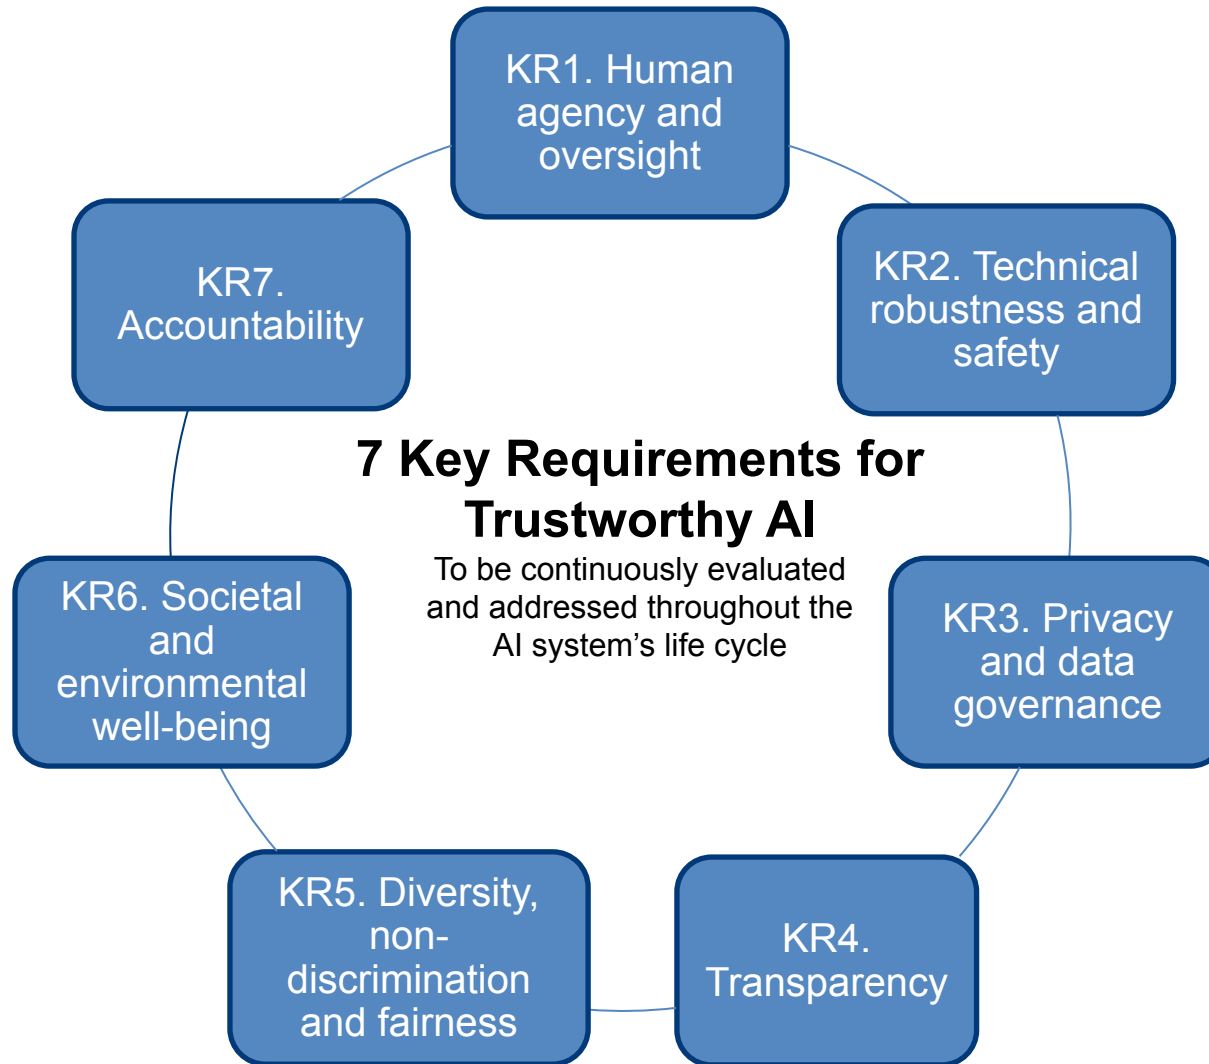 KR1. Human
agency and
oversight
KR2. Technical
robustness and
safety
KR3. Privacy
and data
governance
KR4.
Transparency
KR5. Diversity,
non-
discrimination
and fairness
KR6. Societal
and
environmental
well-being
KR7.
Accountability
7 Key Requirements for
Trustworthy AI
To be continuously evaluated
and addressed throughout the
AI system’s life cycle